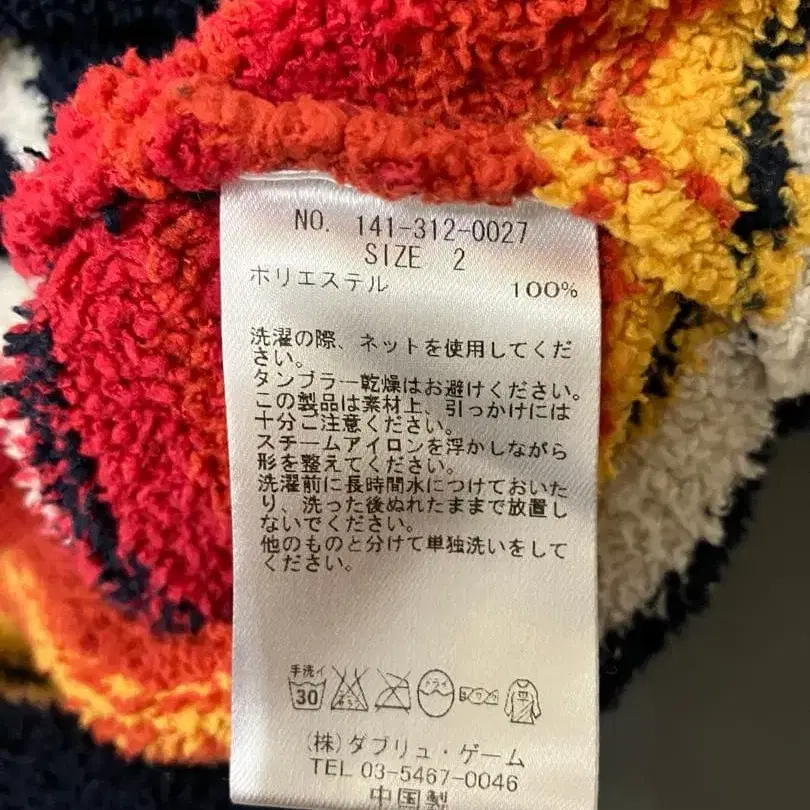 NO. 141-312-0027
SIZE 2
ポリエステル 100%
洗濯の際、ネットを使用してくだ
さい。
タンブラー乾燥はお避けください。
この製品は素材上、引っかけには
十分ご注意ください。
スチームアイロンを浮かしながら
形を整えてください。
洗濯前に長時間水につけておいた
り、洗った後ぬれたままで放置し
ないでください。
他のものと分けて単独洗いをして
ください。
手洗イ
30
ドライ
(株)ダブリュ・ゲーム
TEL 03-5467-0046
中国製